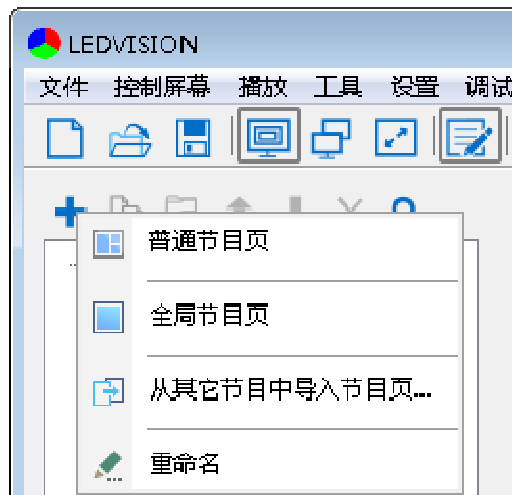 LEDVISION
文件 控制屏幕 播放 工具 设置 调试
普通节目页
全局节目页
从其它节目中导入节目页...
重命名